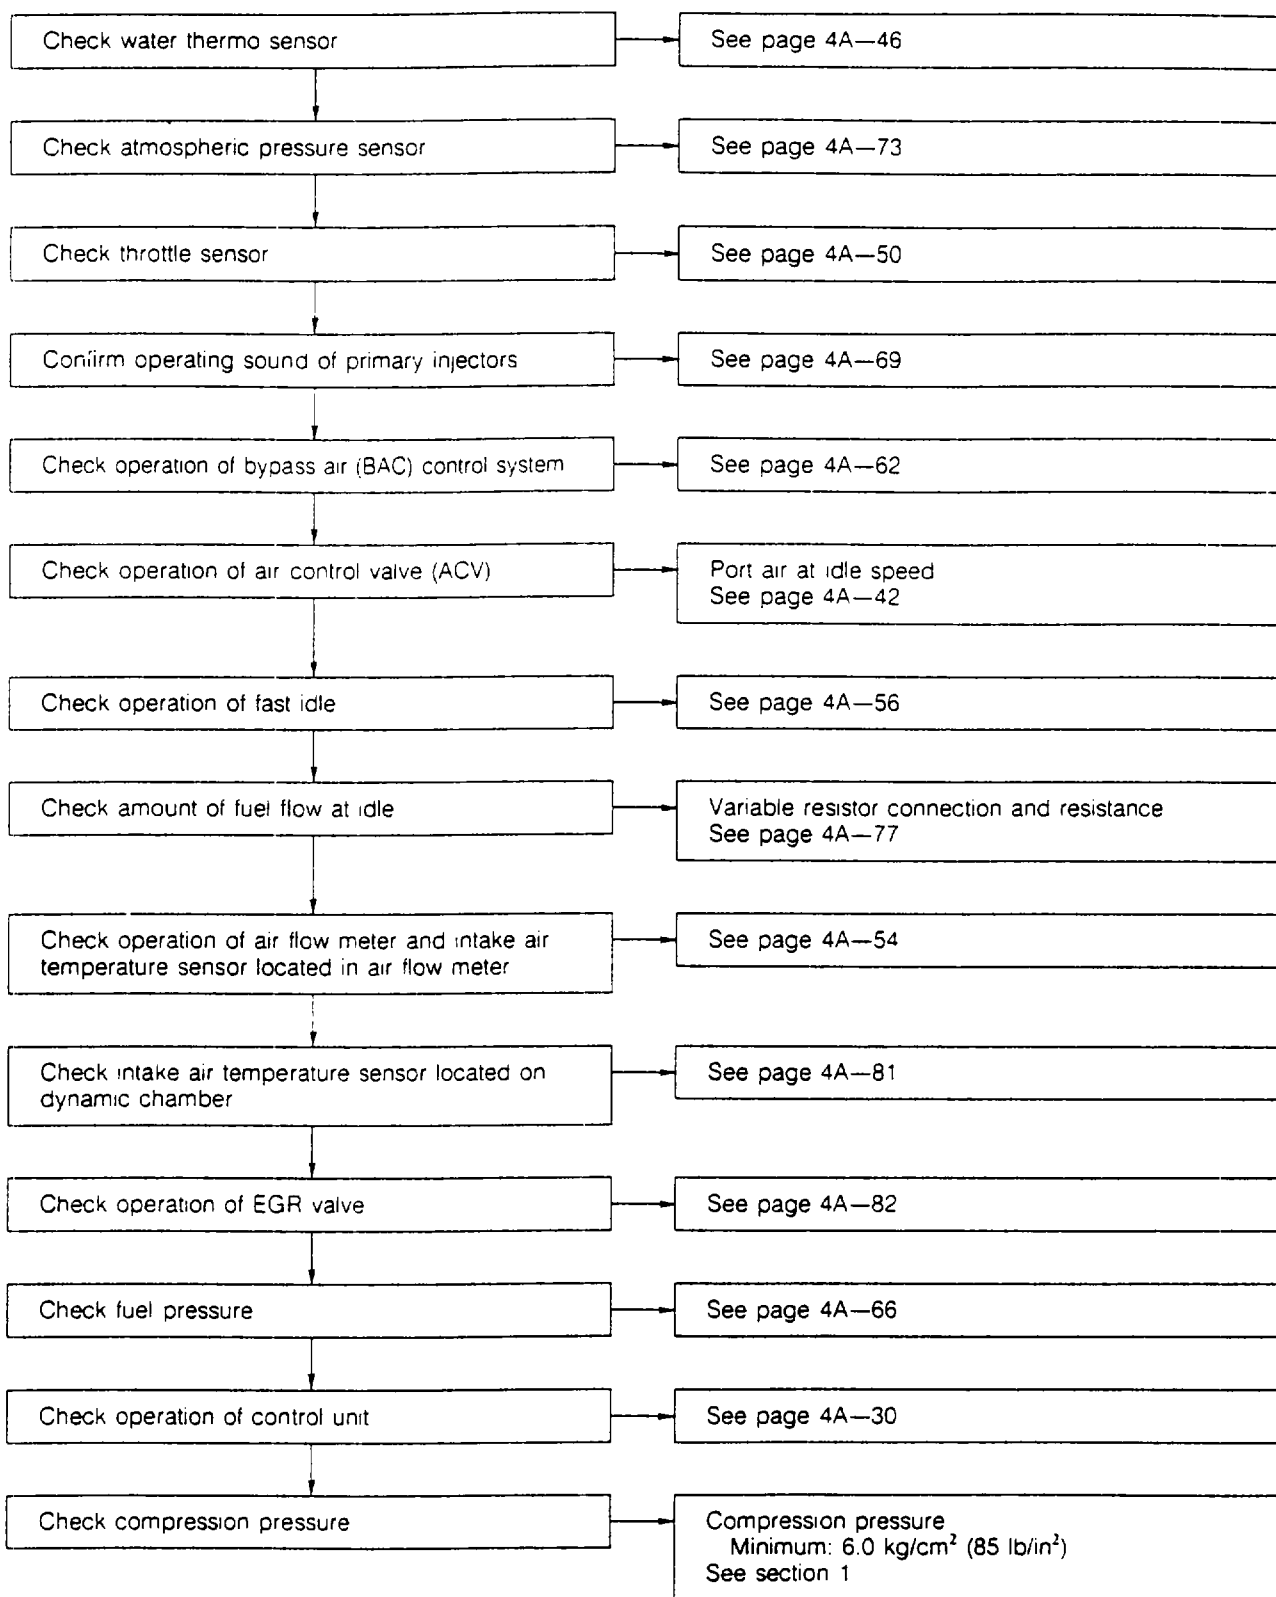 Check water thermo sensor
See page 4A—46
Check atmospheric pressure sensor
See page 4A—73
Check throttle sensor
See page 4A—50
Confirm operating sound of primary injectors
See page 4A—69
Check operation of bypass air (BAC) control system
See page 4A—62
Check operation of air control valve (ACV)
Port air at idle speed
See page 4A—42
Check operation of fast idle
See page 4A—56
Check amount of fuel flow at idle
Variable resistor connection and resistance
See page 4A—77
Check operation of air flow meter and intake air
temperature sensor located in air flow meter
See page 4A—54
Check intake air temperature sensor located on
dynamic chamber
See page 4A—81
Check operation of EGR valve
See page 4A—82
Check fuel pressure
See page 4A—66
Check operation of control unit
See page 4A—30
Check compression pressure
Compression pressure
Minimum: 6.0 kg/cm² (85 lb/in²)
See section 1